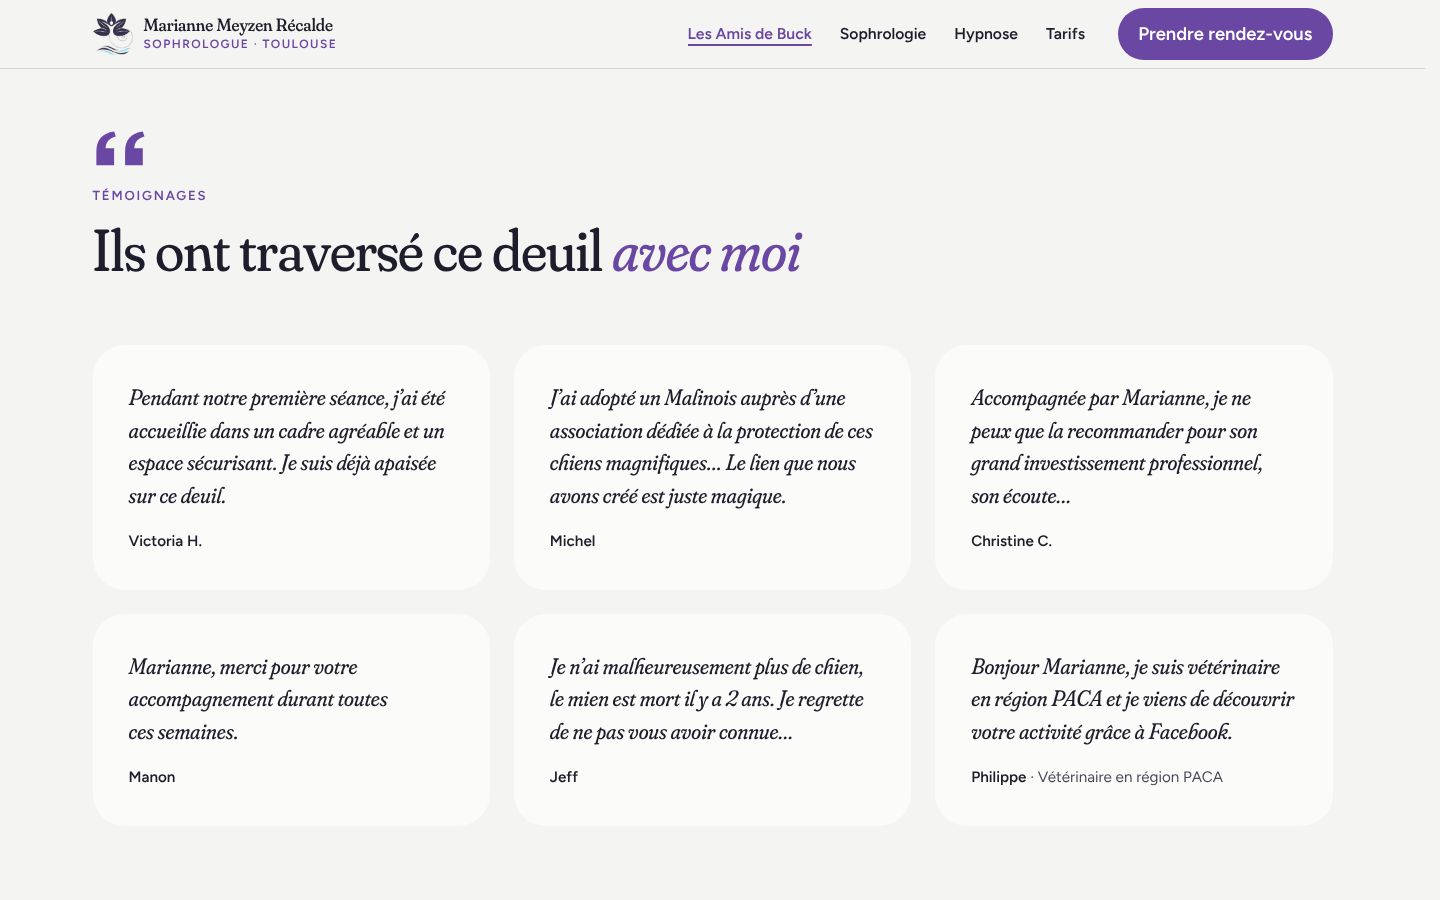 Marianne Meyzen Récalde
SOPHROLOGUE · TOULOUSE
Les Amis de Buck
Sophrologie
Hypnose
Tarifs
Prendre rendez-vous
“
TÉMOIGNAGES
Ils ont traversé ce deuil avec moi
Pendant notre première séance, j’ai été
accueillie dans un cadre agréable et un
espace sécurisant. Je suis déjà apaisée
sur ce deuil.
Victoria H.
J’ai adopté un Malinois auprès d’une
association dédiée à la protection de ces
chiens magnifiques... Le lien que nous
avons créé est juste magique.
Michel
Accompagnée par Marianne, je ne
peux que la recommander pour son
grand investissement professionnel,
son écoute...
Christine C.
Marianne, merci pour votre
accompagnement durant toutes
ces semaines.
Manon
Je n’ai malheureusement plus de chien,
le mien est mort il y a 2 ans. Je regrette
de ne pas vous avoir connue...
Jeff
Bonjour Marianne, je suis vétérinaire
en région PACA et je viens de découvrir
votre activité grâce à Facebook.
Philippe · Vétérinaire en région PACA